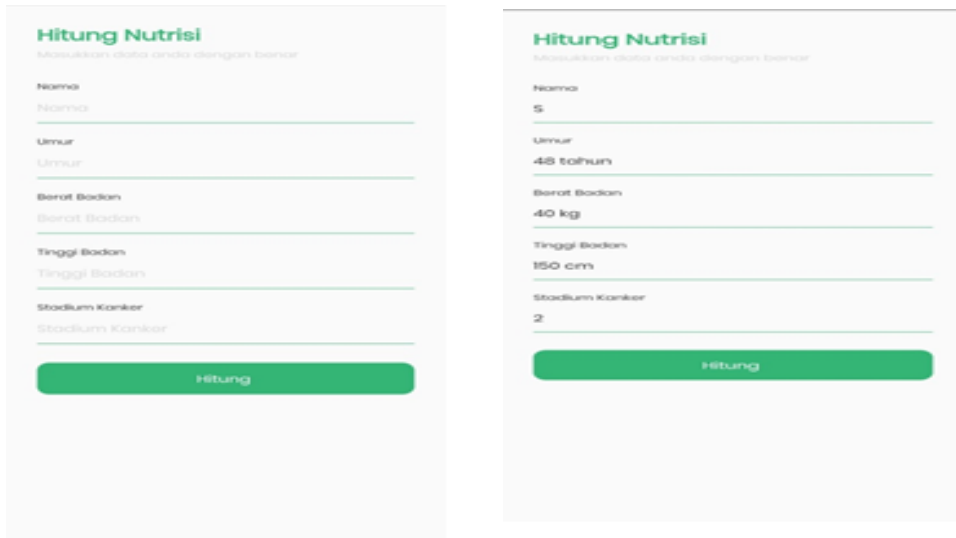 Hitung Nutrisi
Masukkan data anda dengan benar
Nama
Nama
Umur
Umur
Berat Badan
Berat Badan
Tinggi Badan
Tinggi Badan
Stadium Kanker
Stadium Kanker
Hitung
Hitung Nutrisi
Masukkan data anda dengan benar
Nama
S
Umur
48 tahun
Berat Badan
40 kg
Tinggi Badan
150 cm
Stadium Kanker
2
Hitung